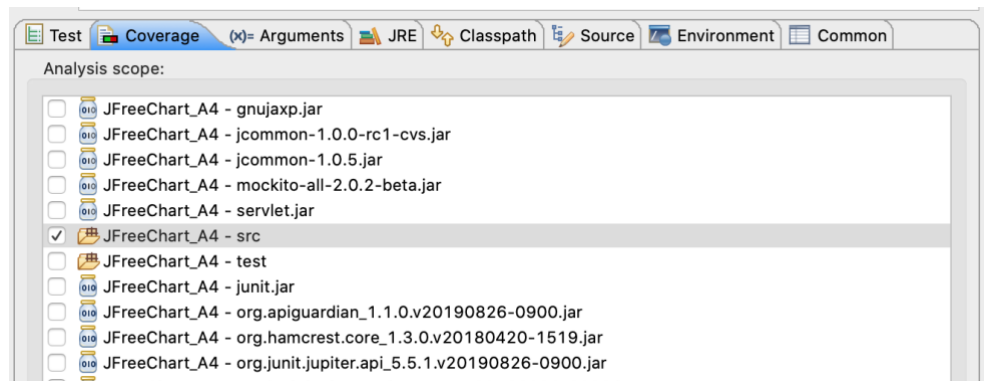 Test Coverage (x)= Arguments JRE Classpath Source Environment Common
Analysis scope:
JFreeChart_A4 - gnujaxp.jar
JFreeChart_A4 - jcommon-1.0.0-rc1-cvs.jar
JFreeChart_A4 - jcommon-1.0.5.jar
JFreeChart_A4 - mockito-all-2.0.2-beta.jar
JFreeChart_A4 - servlet.jar
JFreeChart_A4 - src
JFreeChart_A4 - test
JFreeChart_A4 - junit.jar
JFreeChart_A4 - org.apiguardian_1.1.0.v20190826-0900.jar
JFreeChart_A4 - org.hamcrest.core_1.3.0.v20180420-1519.jar
JFreeChart_A4 - org.junit.jupiter.api_5.5.1.v20190826-0900.jar